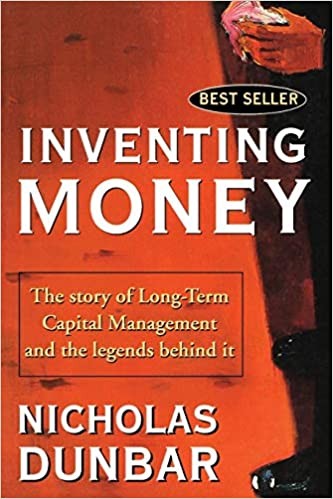 BEST SELLER
INVENTING
MONEY
The story of Long-Term
Capital Management
and the legends behind it
NICHOLAS
DUNBAR